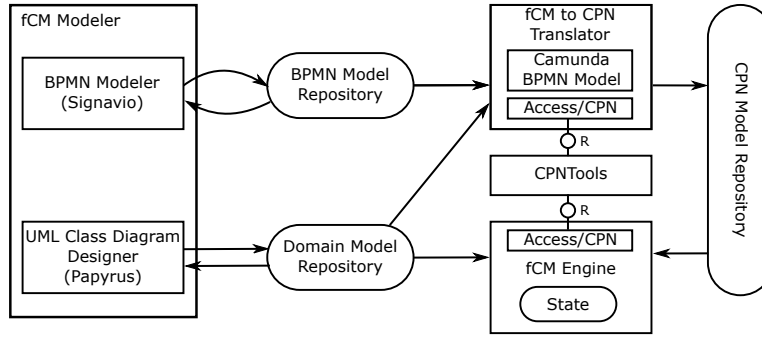 fCM Modeler
BPMN Modeler
(Signavio)
UML Class Diagram
Designer
(Papyrus)
BPMN Model
Repository
Domain Model
Repository
fCM to CPN
Translator
Camunda
BPMN Model
Access/CPN
R
CPNTools
R
Access/CPN
fCM Engine
State
CPN Model Repository